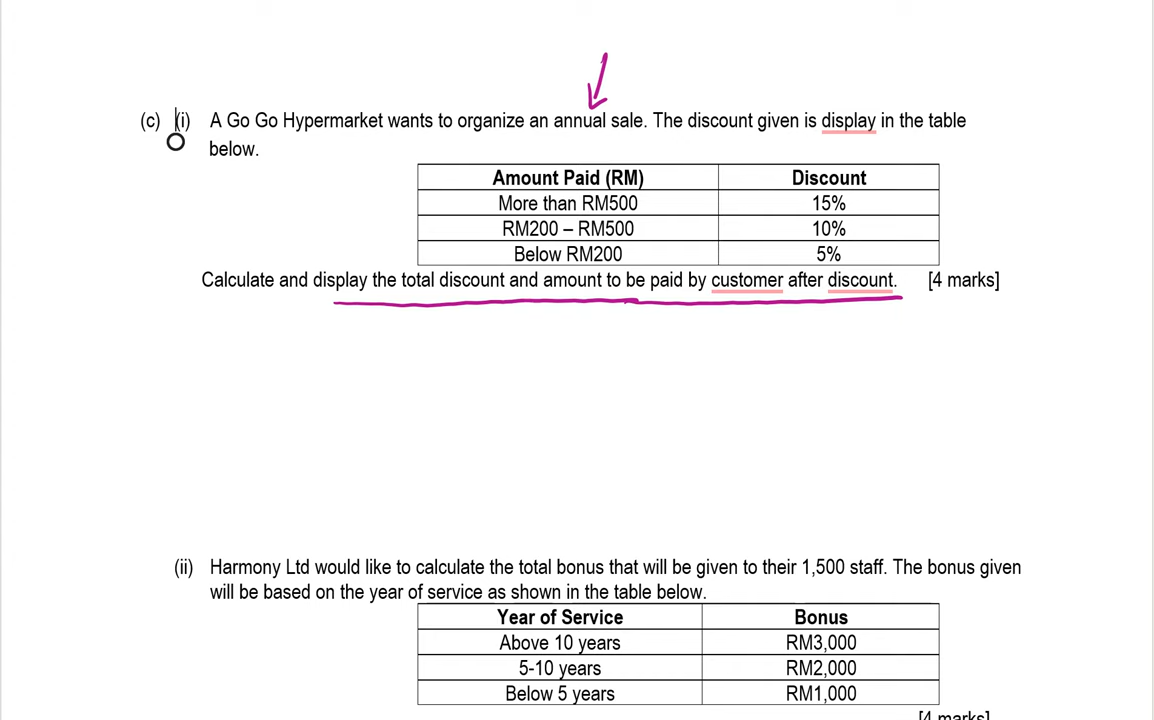 (c) (i) A Go Go Hypermarket wants to organize an annual sale. The discount given is display in the table
below.
Amount Paid (RM) Discount
More than RM500 15%
RM200 – RM500 10%
Below RM200 5%
Calculate and display the total discount and amount to be paid by customer after discount. [4 marks]
(ii) Harmony Ltd would like to calculate the total bonus that will be given to their 1,500 staff. The bonus given
will be based on the year of service as shown in the table below.
Year of Service Bonus
Above 10 years RM3,000
5-10 years RM2,000
Below 5 years RM1,000
[4 marks]